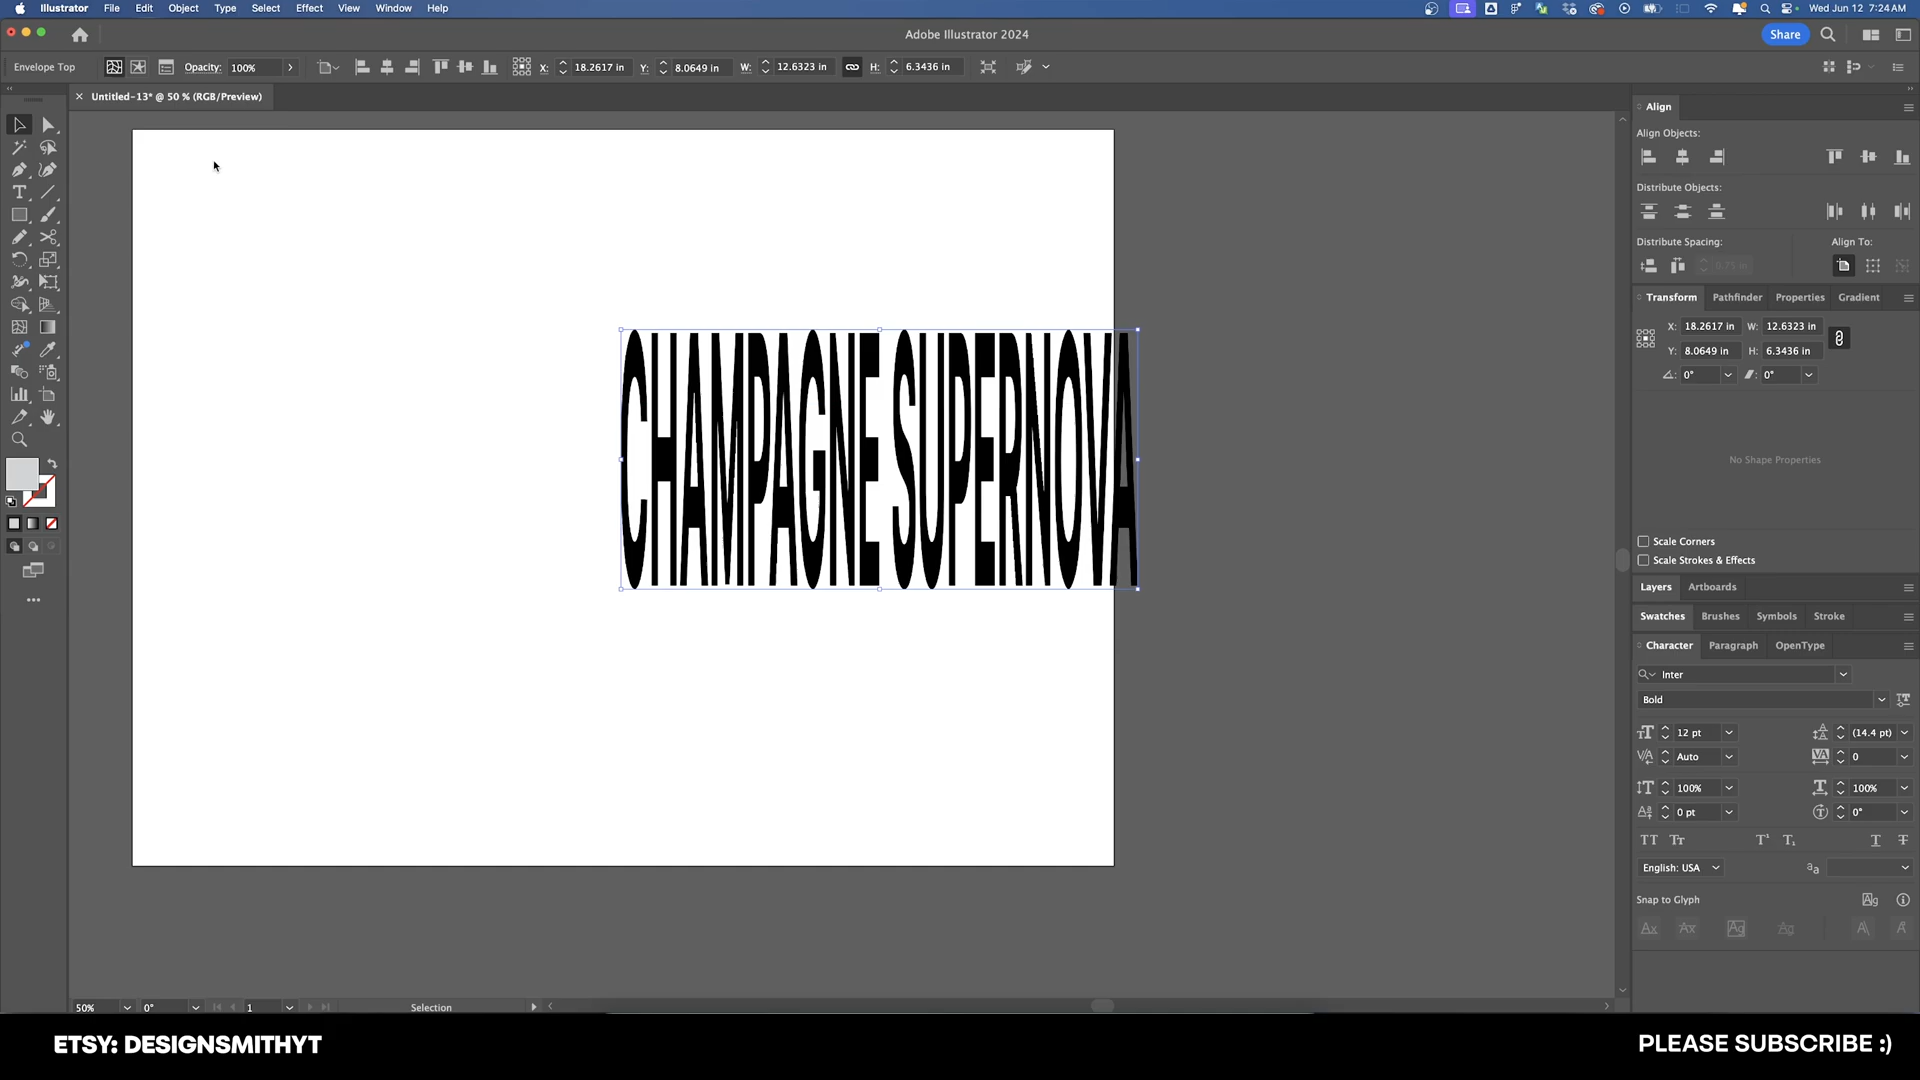 Illustrator File Edit Object Type Select Effect View Window Help
Wed Jun 12 7:24 AM
Adobe Illustrator 2024
Share
Envelope Top
Opacity: 100%
X: 18.2617 in Y: 8.0649 in W: 12.6323 in H: 6.3436 in
Untitled-13* @ 50 % (RGB/Preview)
CHAMPAGNE SUPERNOVA
Align
Align Objects:
Distribute Objects:
Distribute Spacing: Align To:
0.75 in
Transform Pathfinder Properties Gradient
X: 18.2617 in W: 12.6323 in
Y: 8.0649 in H: 6.3436 in
0° 0°
No Shape Properties
Scale Corners
Scale Strokes & Effects
Layers Artboards
Swatches Brushes Symbols Stroke
Character Paragraph OpenType
Inter
Bold
12 pt (14.4 pt)
Auto 0
100% 100%
0 pt 0°
English: USA
Snap to Glyph
50% 0° 1 Selection
ETSY: DESIGNSMITHYT
PLEASE SUBSCRIBE :)